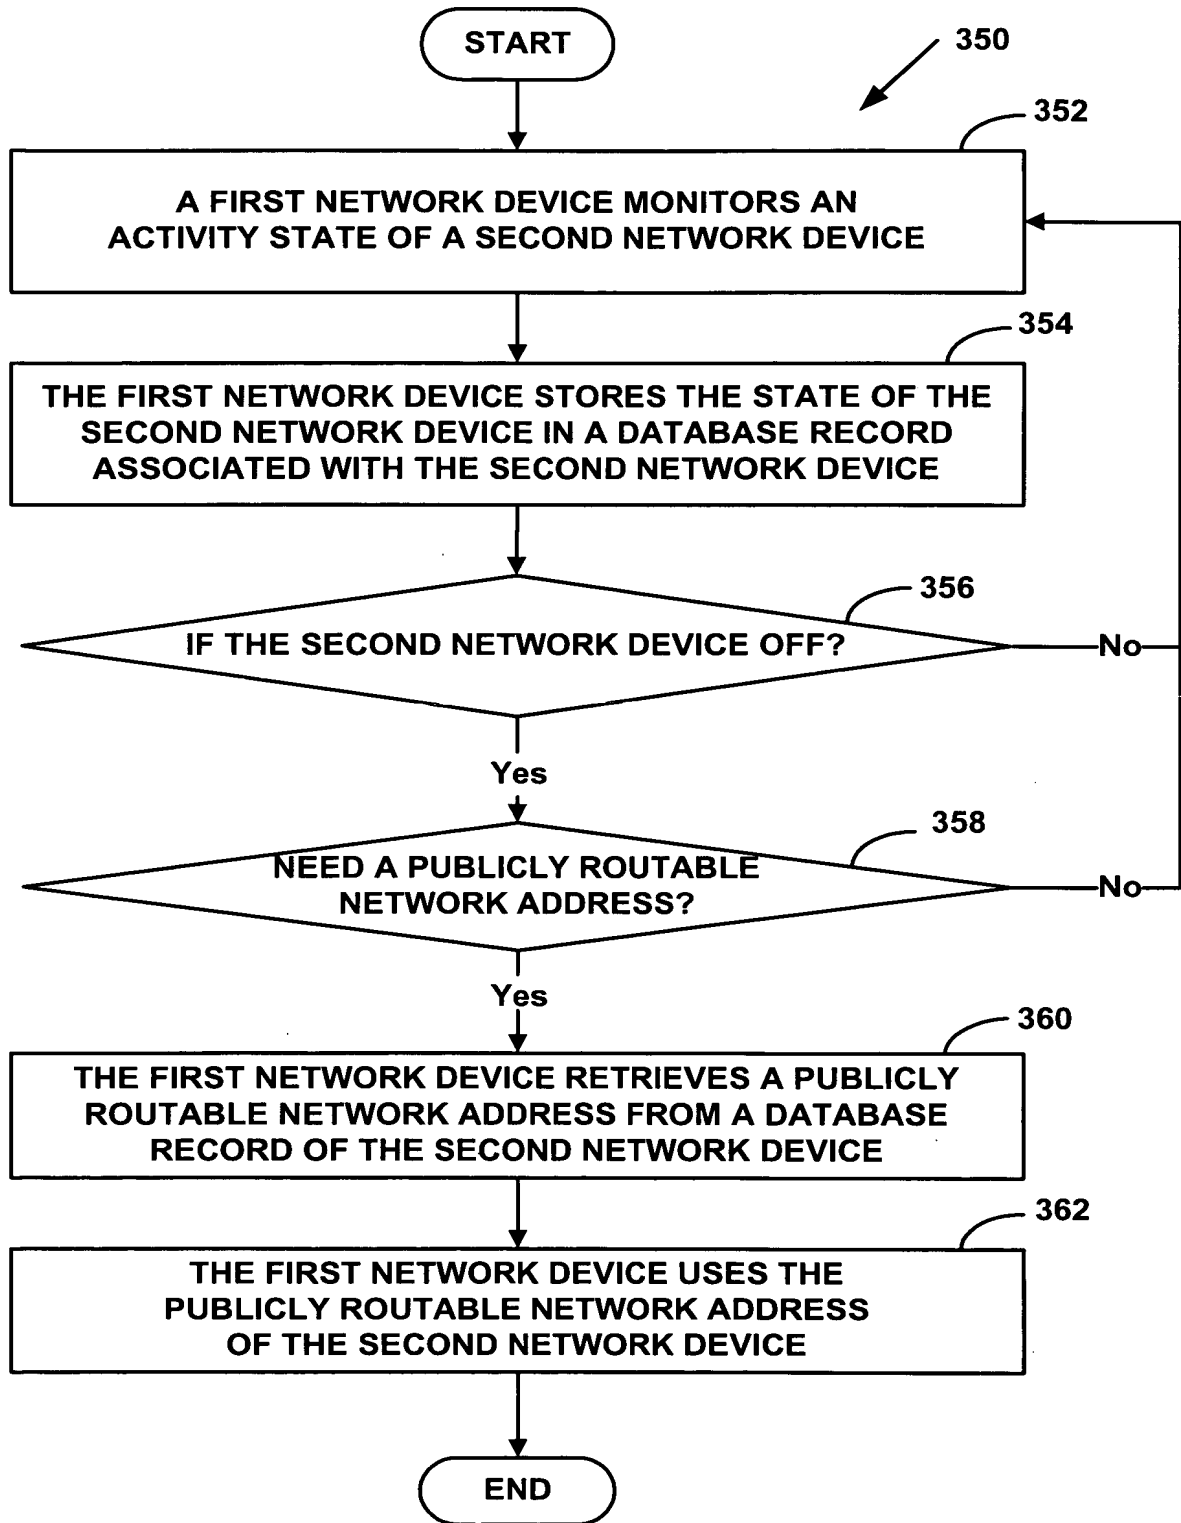 START
350
352
A FIRST NETWORK DEVICE MONITORS AN
ACTIVITY STATE OF A SECOND NETWORK DEVICE
354
THE FIRST NETWORK DEVICE STORES THE STATE OF THE
SECOND NETWORK DEVICE IN A DATABASE RECORD
ASSOCIATED WITH THE SECOND NETWORK DEVICE
356
IF THE SECOND NETWORK DEVICE OFF?
No
Yes
358
NEED A PUBLICLY ROUTABLE
NETWORK ADDRESS?
No
Yes
360
THE FIRST NETWORK DEVICE RETRIEVES A PUBLICLY
ROUTABLE NETWORK ADDRESS FROM A DATABASE
RECORD OF THE SECOND NETWORK DEVICE
362
THE FIRST NETWORK DEVICE USES THE
PUBLICLY ROUTABLE NETWORK ADDRESS
OF THE SECOND NETWORK DEVICE
END